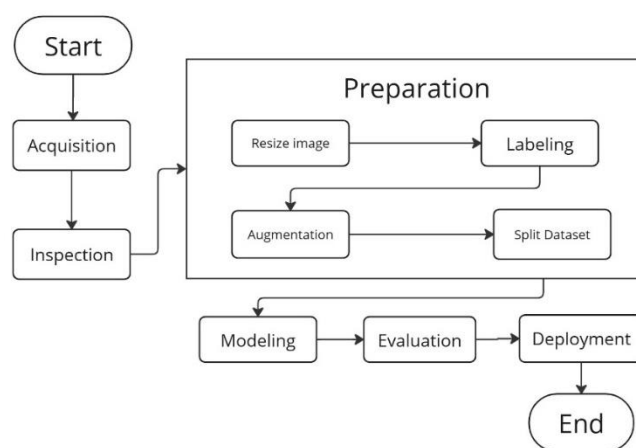 Start
Acquisition
Inspection
Preparation
Resize image
Labeling
Augmentation
Split Dataset
Modeling
Evaluation
Deployment
End